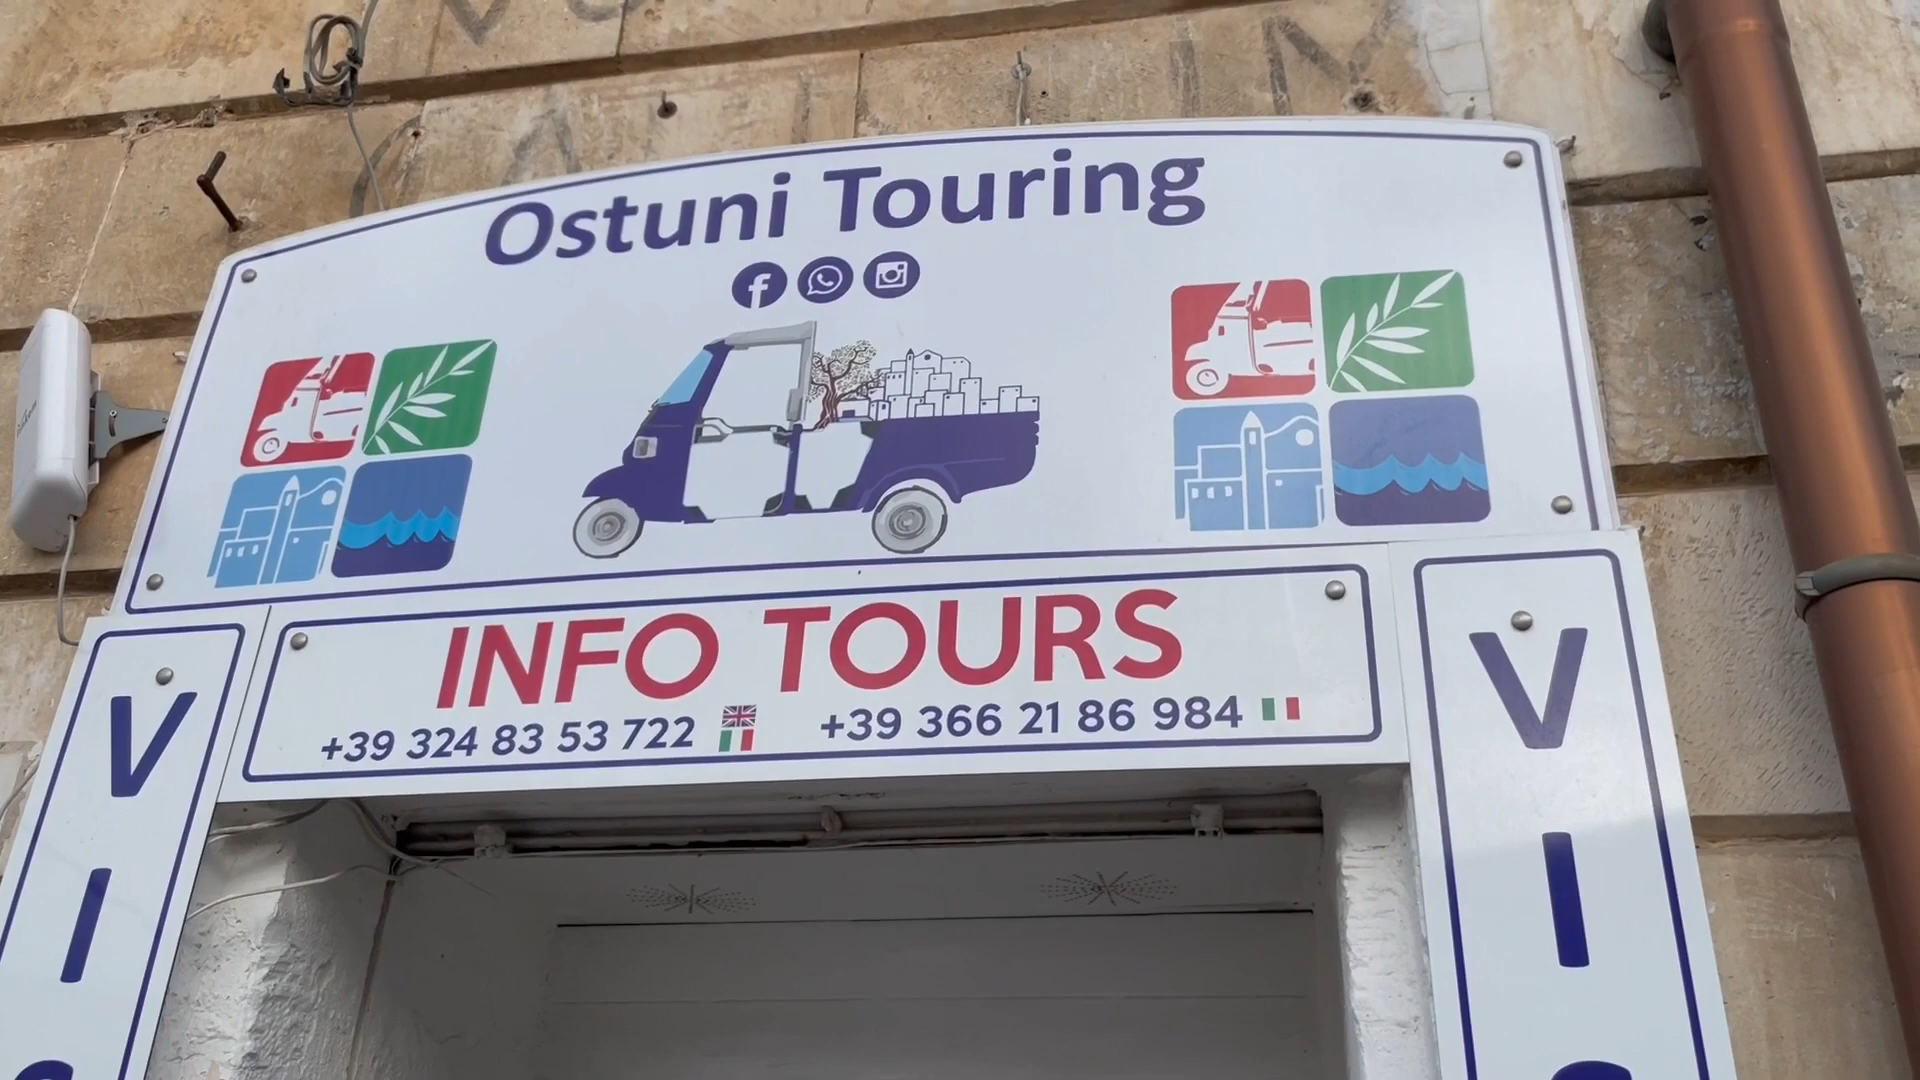 Ostuni Touring
INFO TOURS
+39 324 83 53 722
+39 366 21 86 984
V
I
V
I